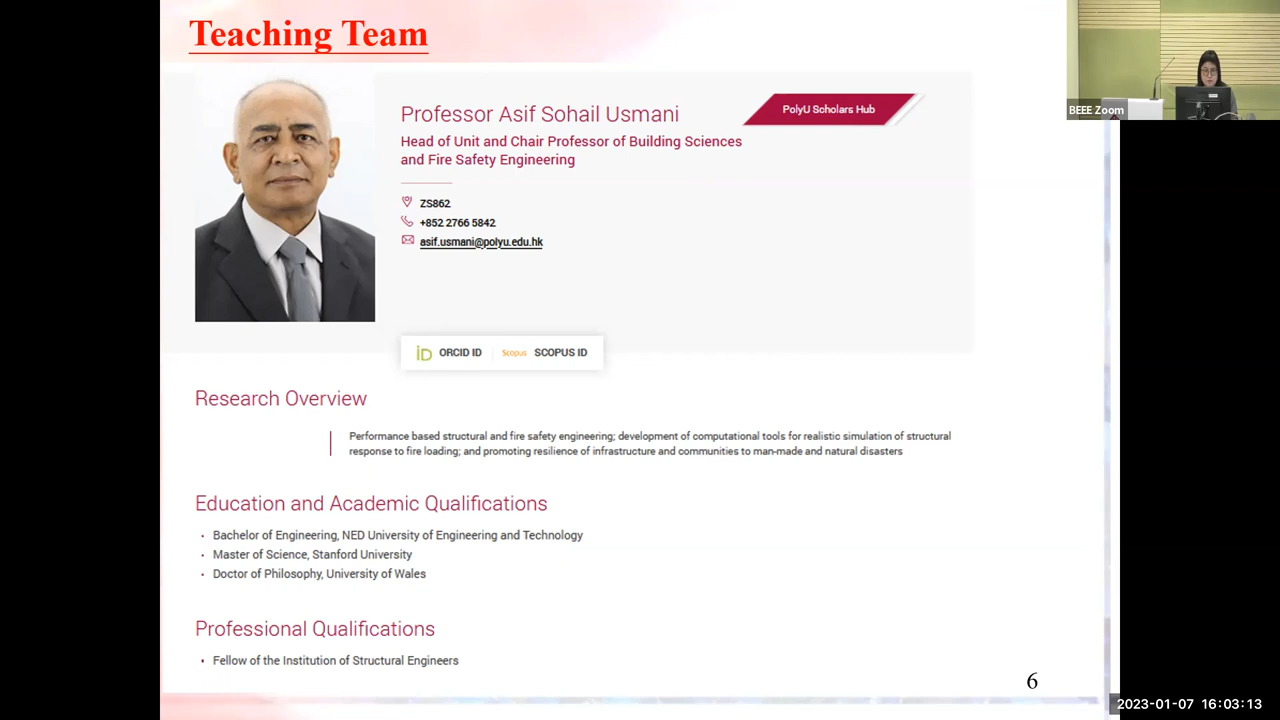 Teaching Team
Professor Asif Sohail Usmani
PolyU Scholars Hub
Head of Unit and Chair Professor of Building Sciences
and Fire Safety Engineering
ZS862
+852 2766 5842
asif.usmani@polyu.edu.hk
iD ORCID ID Scopus SCOPUS ID
Research Overview
Performance based structural and fire safety engineering; development of computational tools for realistic simulation of structural
response to fire loading; and promoting resilience of infrastructure and communities to man-made and natural disasters
Education and Academic Qualifications
· Bachelor of Engineering, NED University of Engineering and Technology
· Master of Science, Stanford University
· Doctor of Philosophy, University of Wales
Professional Qualifications
· Fellow of the Institution of Structural Engineers
6
BEEE Zoom
2023-01-07 16:03:13